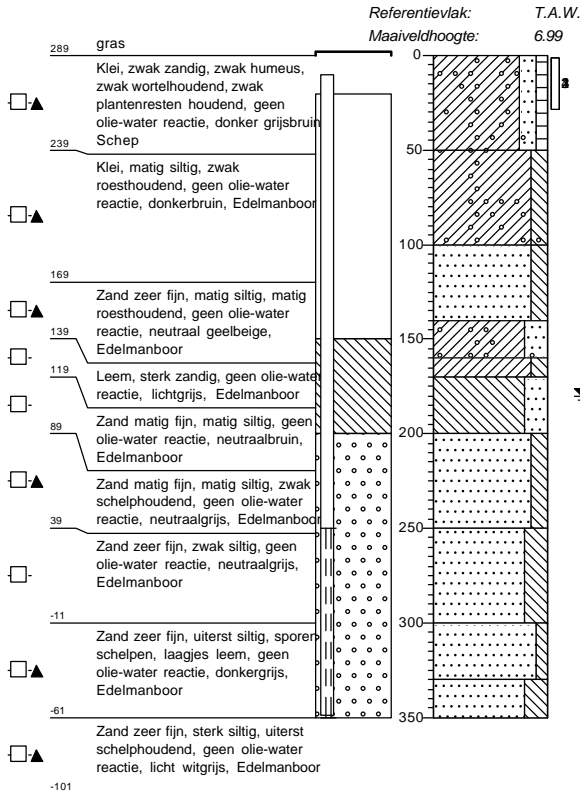 Referentievlak: T.A.W.
Maaiveldhoogte: 6.99
289
gras
Klei, zwak zandig, zwak humeus,
zwak wortelhoudend, zwak
plantenresten houdend, geen
olie-water reactie, donker grijsbruin
Schep
239
Klei, matig siltig, zwak
roesthoudend, geen olie-water
reactie, donkerbruin, Edelmanboor
169
Zand zeer fijn, matig siltig, matig
roesthoudend, geen olie-water
reactie, neutraal geelbeige,
Edelmanboor
139
Leem, sterk zandig, geen olie-water
reactie, lichtgrijs, Edelmanboor
119
Zand matig fijn, matig siltig, geen
olie-water reactie, neutraalbruin,
Edelmanboor
89
Zand matig fijn, matig siltig, zwak
schelphoudend, geen olie-water
reactie, neutraalgrijs, Edelmanboor
39
Zand zeer fijn, zwak siltig, geen
olie-water reactie, neutraalgrijs,
Edelmanboor
-11
Zand zeer fijn, uiterst siltig, sporen
schelpen, laagjes leem, geen
olie-water reactie, donkergrijs,
Edelmanboor
-61
Zand zeer fijn, sterk siltig, uiterst
schelphoudend, geen olie-water
reactie, licht witgrijs, Edelmanboor
-101
0
50
100
150
200
250
300
350